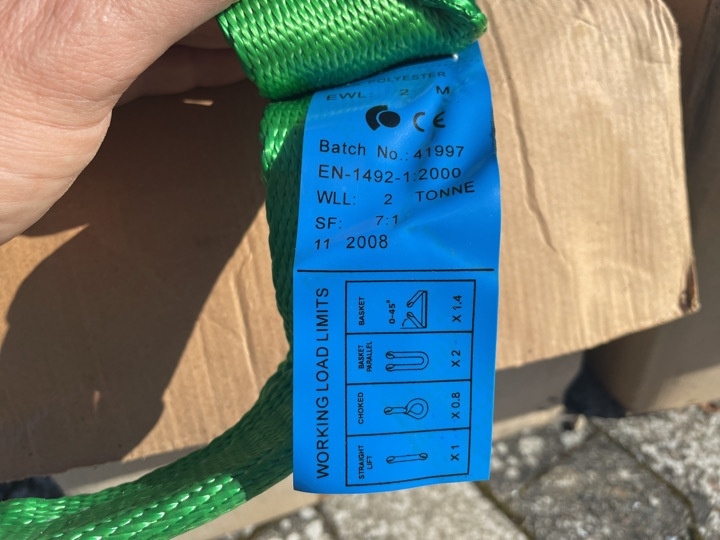 POLYESTER
EWL: 2 M
CE
Batch No.: 41997
EN-1492-1:2000
WLL: 2 TONNE
SF: 7:1
11 2008
WORKING LOAD LIMITS
STRAIGHT LIFT X 1
CHOKED X 0.8
BASKET PARALLEL X 2
BASKET 0-45° X 1.4